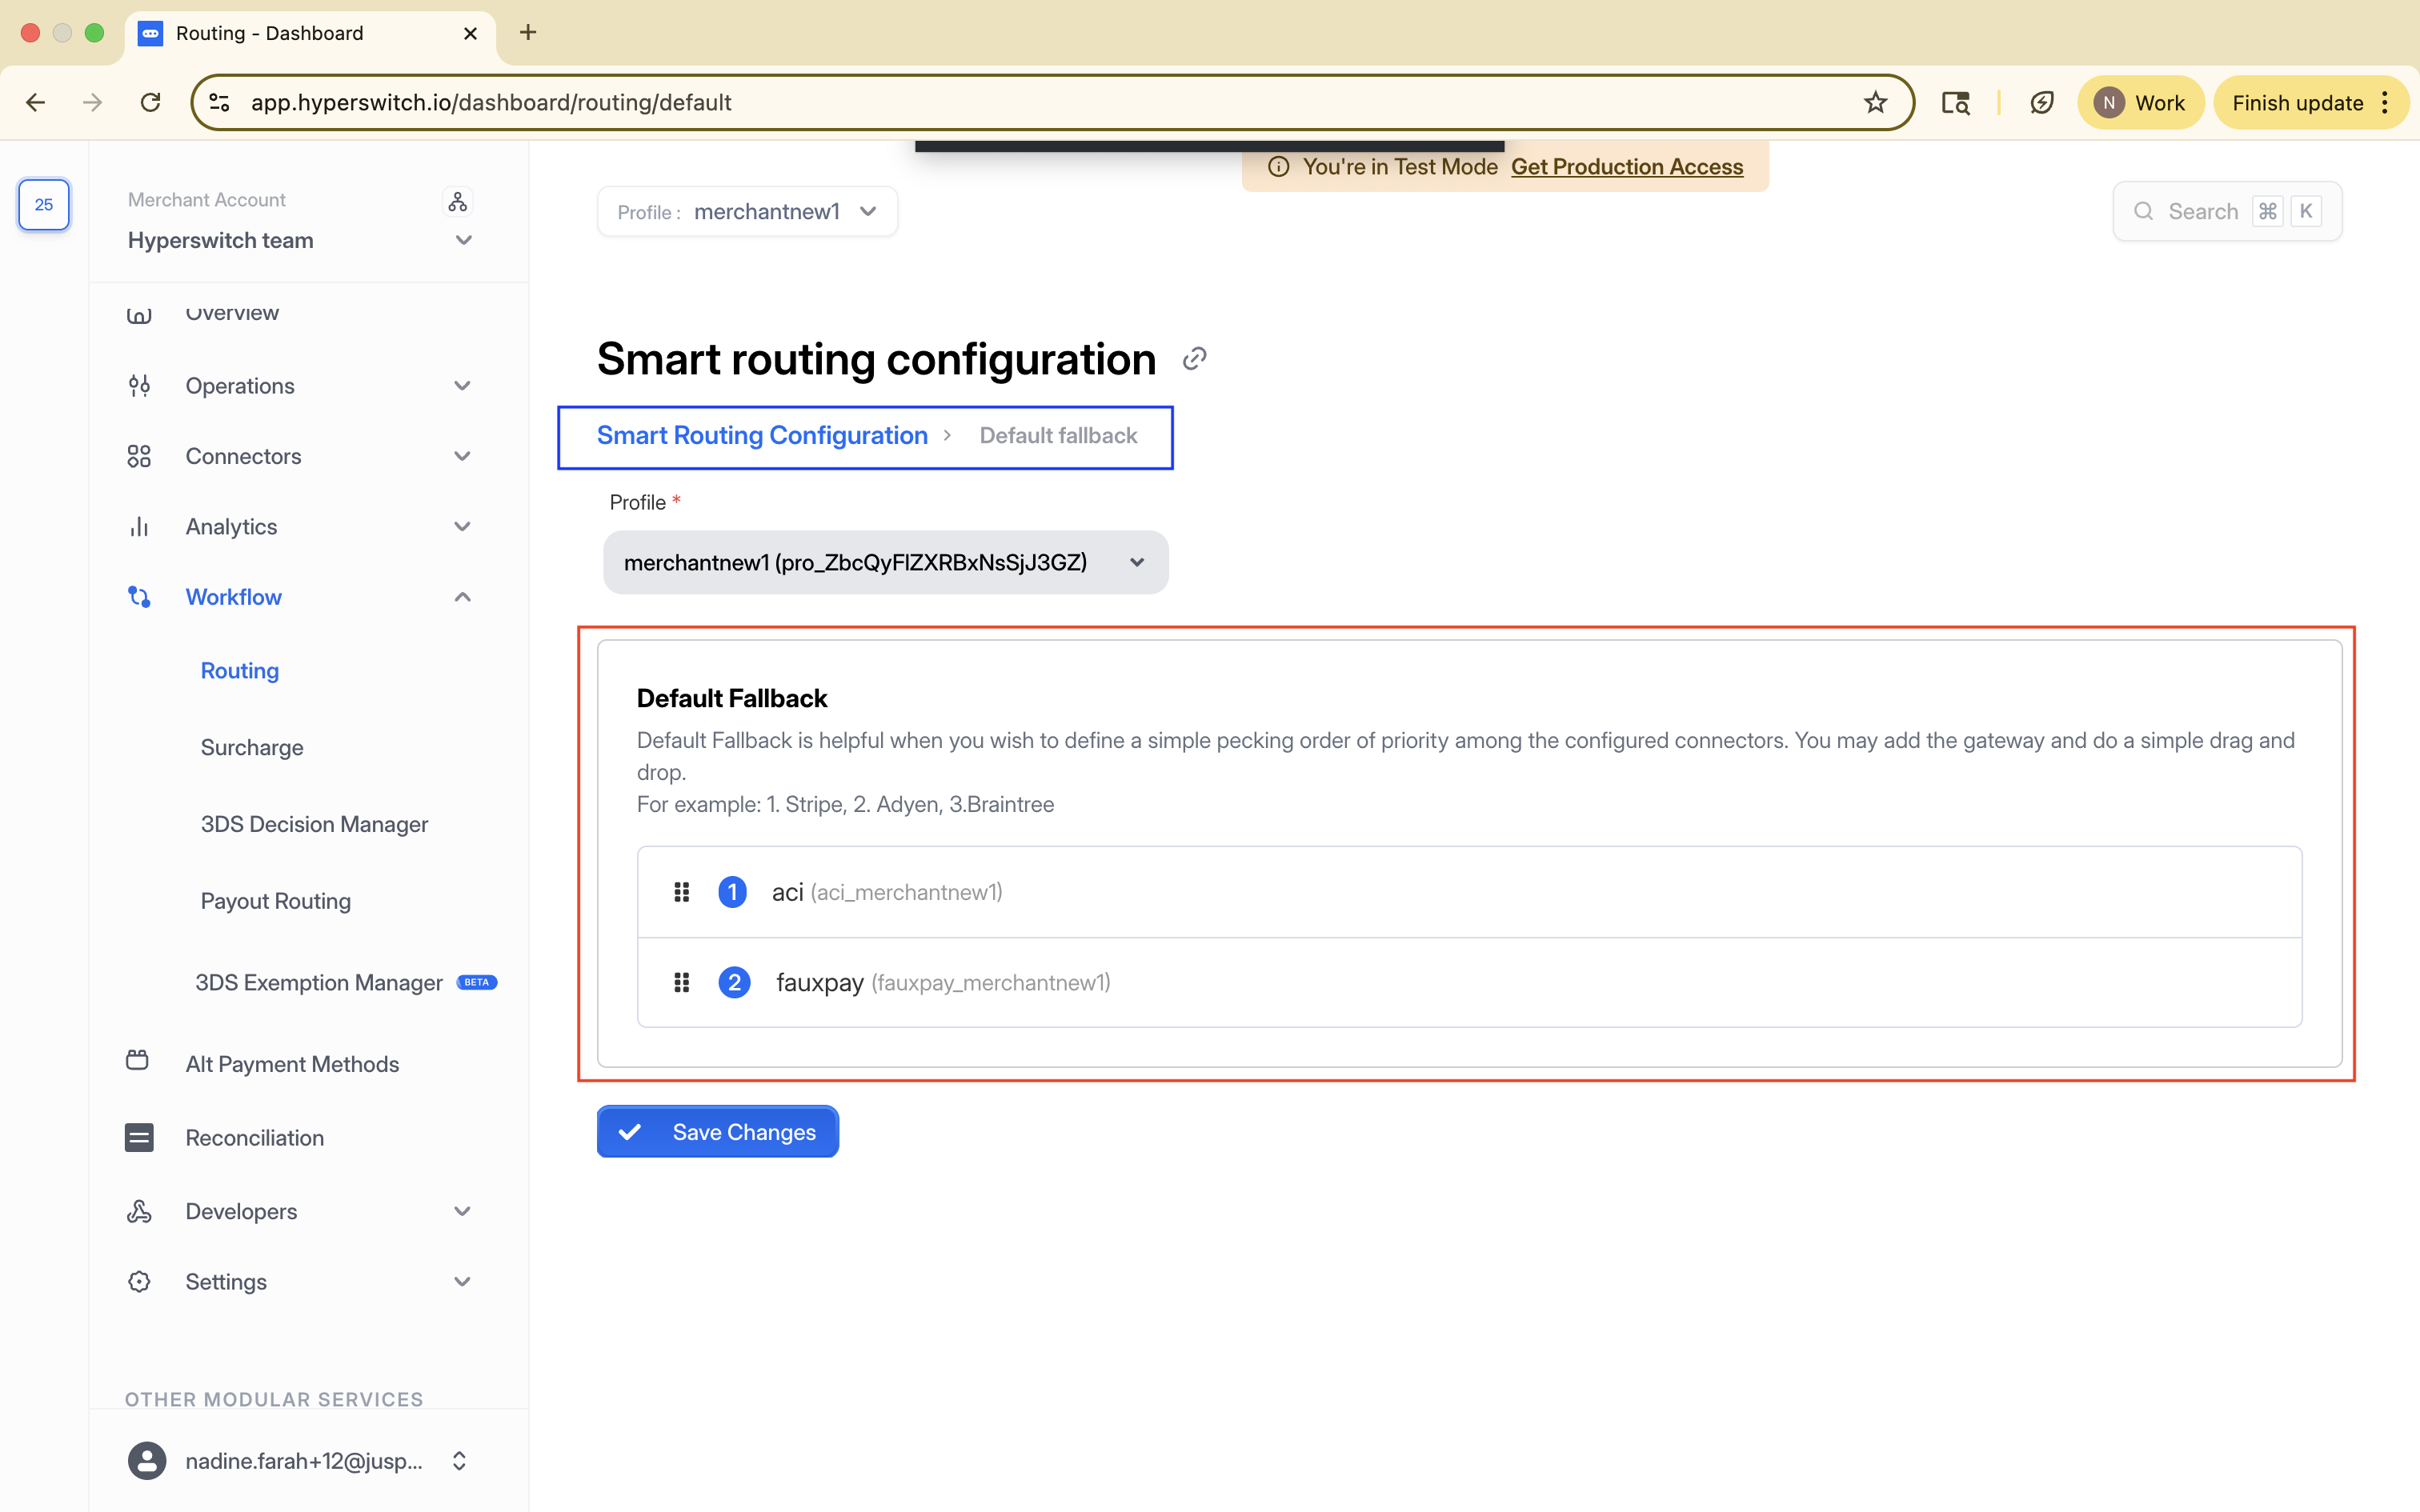 Routing - Dashboard
app.hyperswitch.io/dashboard/routing/default
N Work
Finish update
25
Merchant Account
Hyperswitch team
Profile : merchantnew1
You're in Test Mode Get Production Access
Search ⌘ K
Overview
Operations
Connectors
Analytics
Workflow
Routing
Surcharge
3DS Decision Manager
Payout Routing
3DS Exemption Manager BETA
Alt Payment Methods
Reconciliation
Developers
Settings
OTHER MODULAR SERVICES
nadine.farah+12@jusp...
Smart routing configuration
Smart Routing Configuration > Default fallback
Profile *
merchantnew1 (pro_ZbcQyFlZXRBxNsSjJ3GZ)
Default Fallback
Default Fallback is helpful when you wish to define a simple pecking order of priority among the configured connectors. You may add the gateway and do a simple drag and
drop.
For example: 1. Stripe, 2. Adyen, 3.Braintree
1 aci (aci_merchantnew1)
2 fauxpay (fauxpay_merchantnew1)
Save Changes